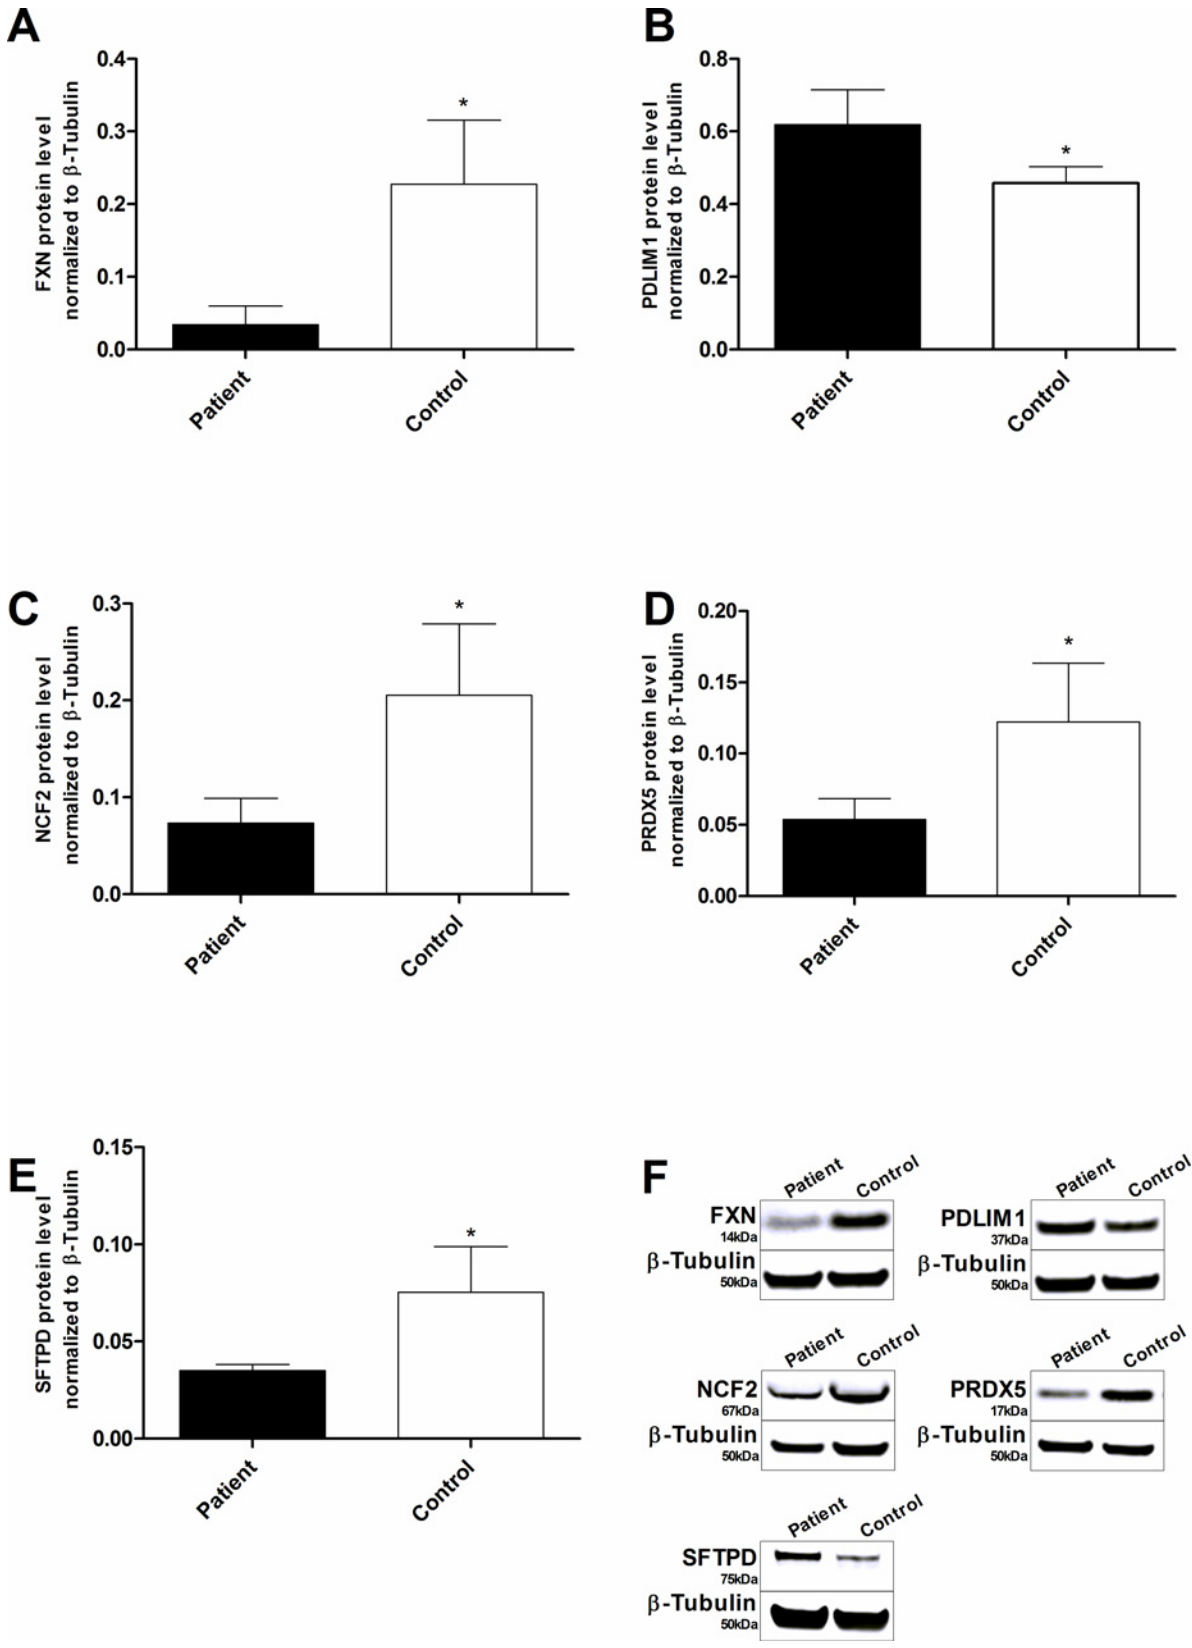 A
FXN protein level
normalized to β-Tubulin
0.4
0.3
0.2
0.1
0.0
*
Patient
Control
B
PDLIM1 protein level
normalized to β-Tubulin
0.8
0.6
0.4
0.2
0.0
*
Patient
Control
C
NCF2 protein level
normalized to β-Tubulin
0.3
0.2
0.1
0.0
*
Patient
Control
D
PRDX5 protein level
normalized to β-Tubulin
0.20
0.15
0.10
0.05
0.00
*
Patient
Control
E
SFTPD protein level
normalized to β-Tubulin
0.15
0.10
0.05
0.00
*
Patient
Control
F
Patient Control
FXN
14kDa
β-Tubulin
50kDa
Patient Control
PDLIM1
37kDa
β-Tubulin
50kDa
Patient Control
NCF2
67kDa
β-Tubulin
50kDa
Patient Control
PRDX5
17kDa
β-Tubulin
50kDa
Patient Control
SFTPD
75kDa
β-Tubulin
50kDa